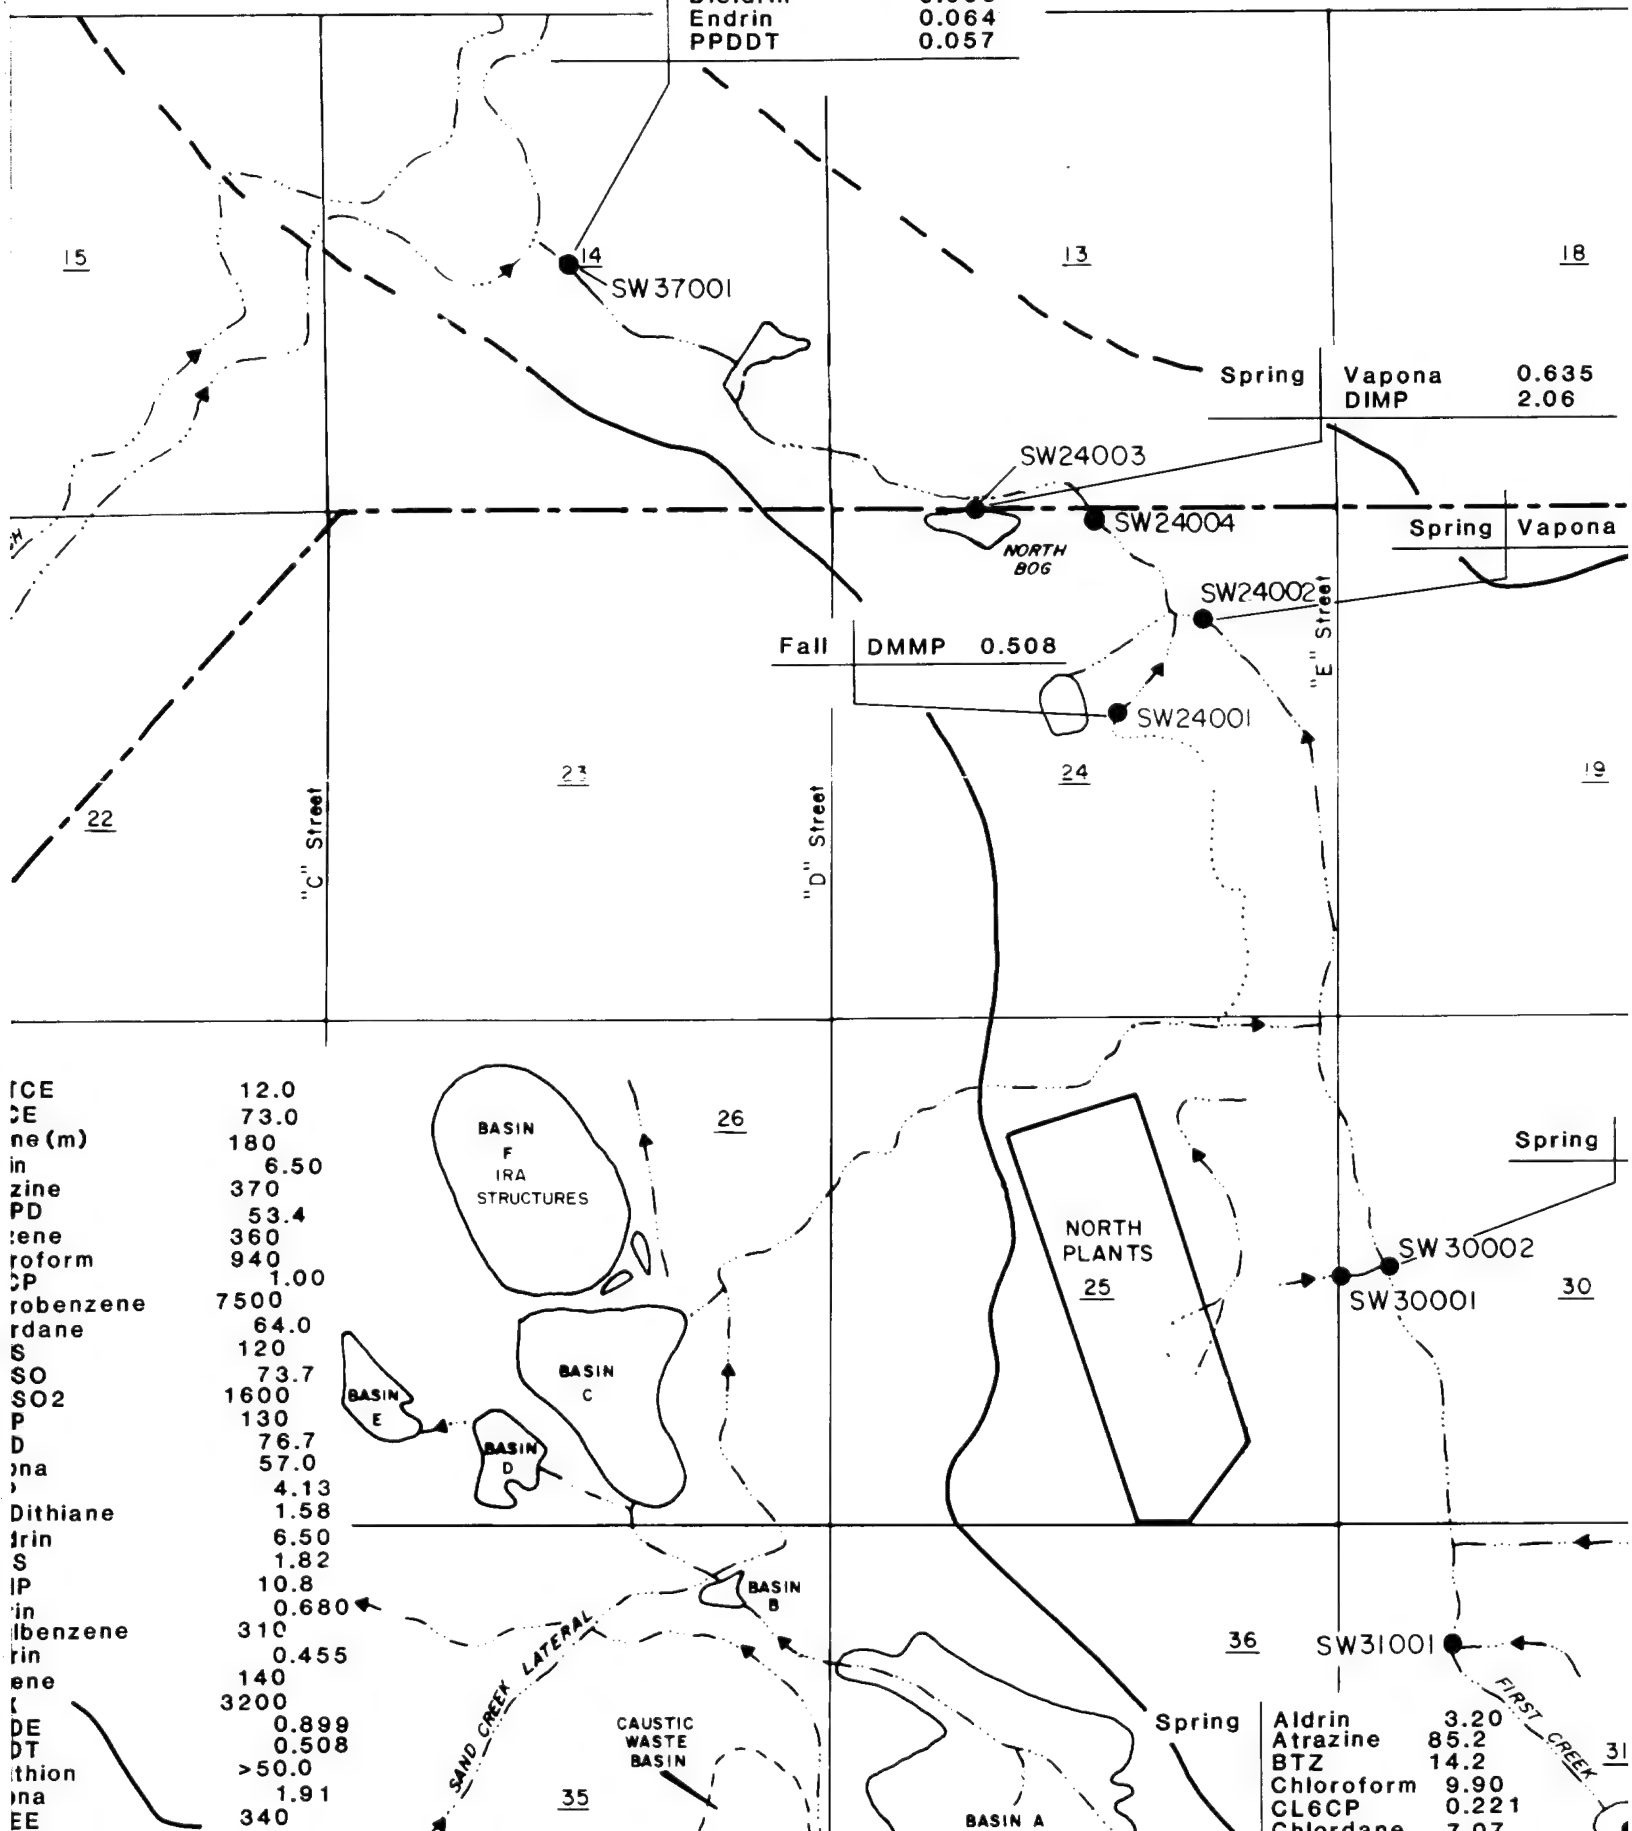 Endrin 0.064
PPDDT 0.057
15
14
13
18
SW37001
Spring Vapona 0.635
DIMP 2.06
SW24003
SW24004
Spring Vapona
NORTH
BOG
SW24002
"E" Street
Fall DMMP 0.508
SW24001
23
24
19
22
"C" Street
"D" Street
12.0
73.0
180
6.50
370
53.4
360
940
1.00
7500
64.0
120
73.7
1600
130
76.7
57.0
4.13
Dithiane 1.58
6.50
1.82
10.8
0.680
310
0.455
140
3200
0.899
0.508
>50.0
1.91
340
BASIN
F
IRA
STRUCTURES
26
Spring
NORTH
PLANTS
25
SW30002
SW30001
30
BASIN
C
BASIN
E
BASIN
D
BASIN
B
36
SW31001
SAND CREEK LATERAL
FIRST CREEK
31
CAUSTIC
WASTE
BASIN
35
BASIN A
Spring Aldrin 3.20
Atrazine 85.2
BTZ 14.2
Chloroform 9.90
CL6CP 0.221
Chlordane 7.07